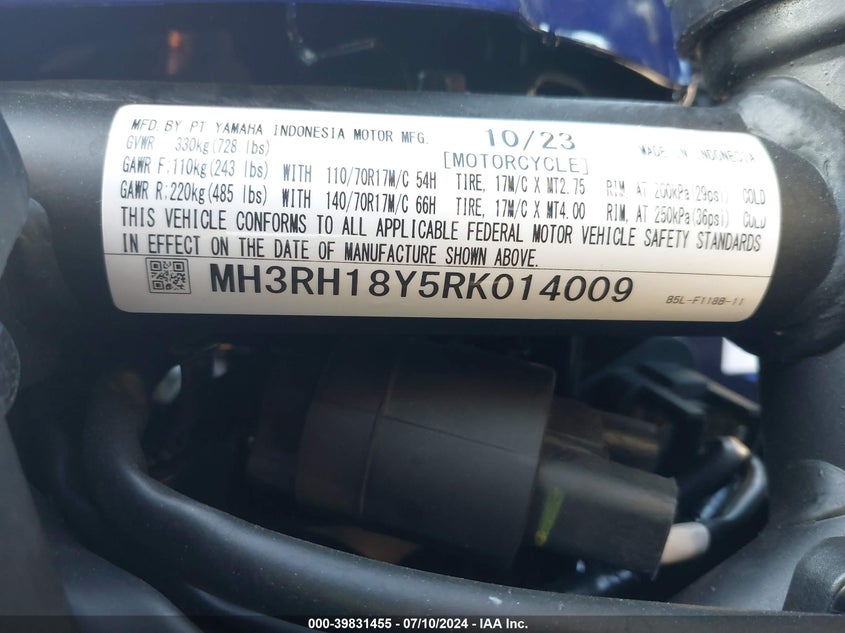 MFD. BY PT YAMAHA INDONESIA MOTOR MFG. 10/23 MADE IN INDONESIA
GVWR 330kg(728 lbs) [MOTORCYCLE]
GAWR F:110kg(243 lbs) WITH 110/70R17M/C 54H TIRE, 17M/C X MT2.75 RIM, AT 200kPa(29psi) COLD
GAWR R:220kg(485 lbs) WITH 140/70R17M/C 66H TIRE, 17M/C X MT4.00 RIM, AT 250kPa(36psi) COLD
THIS VEHICLE CONFORMS TO ALL APPLICABLE FEDERAL MOTOR VEHICLE SAFETY STANDARDS
IN EFFECT ON THE DATE OF MANUFACTURE SHOWN ABOVE.
MH3RH18Y5RK014009 B5L-F118B-11
000-39831455 - 07/10/2024 - IAA Inc.